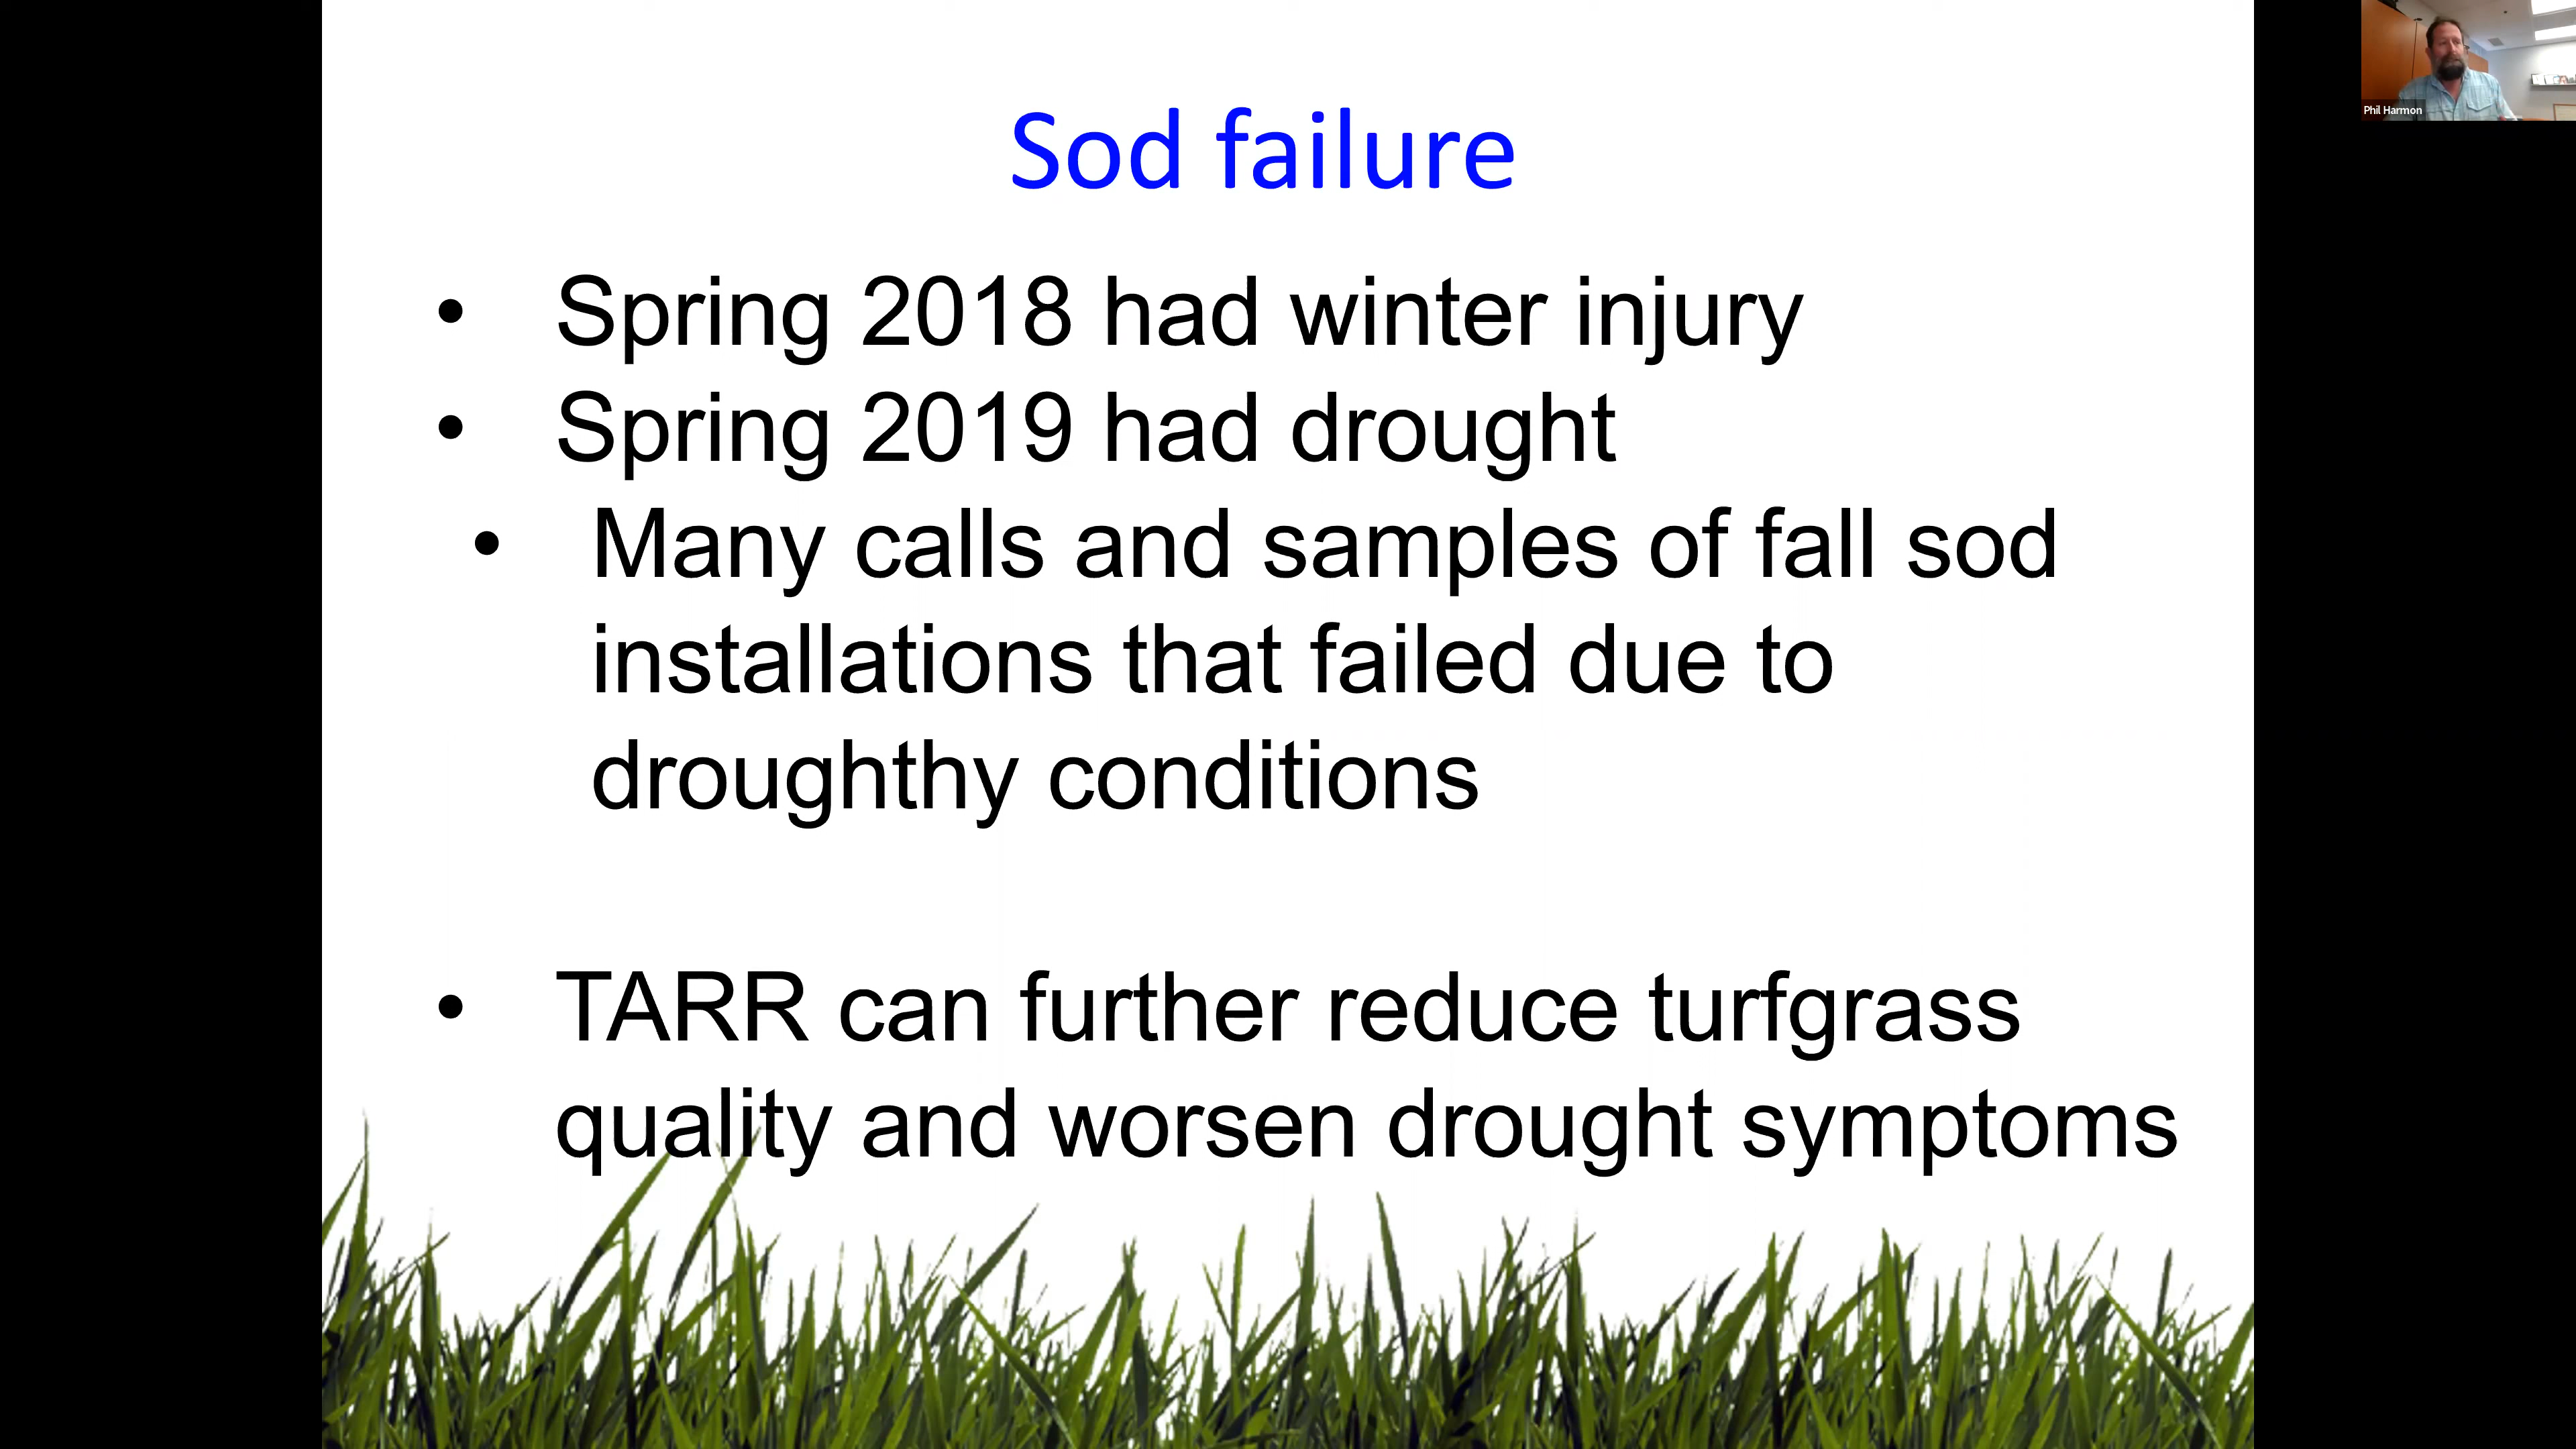 Sod failure
• Spring 2018 had winter injury
• Spring 2019 had drought
• Many calls and samples of fall sod
installations that failed due to
droughthy conditions
• TARR can further reduce turfgrass
quality and worsen drought symptoms
Phil Harmon